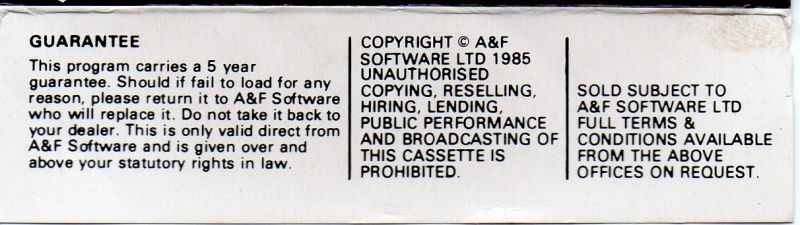 GUARANTEE
This program carries a 5 year
guarantee. Should if fail to load for any
reason, please return it to A&F Software
who will replace it. Do not take it back to
your dealer. This is only valid direct from
A&F Software and is given over and
above your statutory rights in law.
COPYRIGHT © A&F
SOFTWARE LTD 1985
UNAUTHORISED
COPYING, RESELLING,
HIRING, LENDING,
PUBLIC PERFORMANCE
AND BROADCASTING OF
THIS CASSETTE IS
PROHIBITED.
SOLD SUBJECT TO
A&F SOFTWARE LTD
FULL TERMS &
CONDITIONS AVAILABLE
FROM THE ABOVE
OFFICES ON REQUEST.